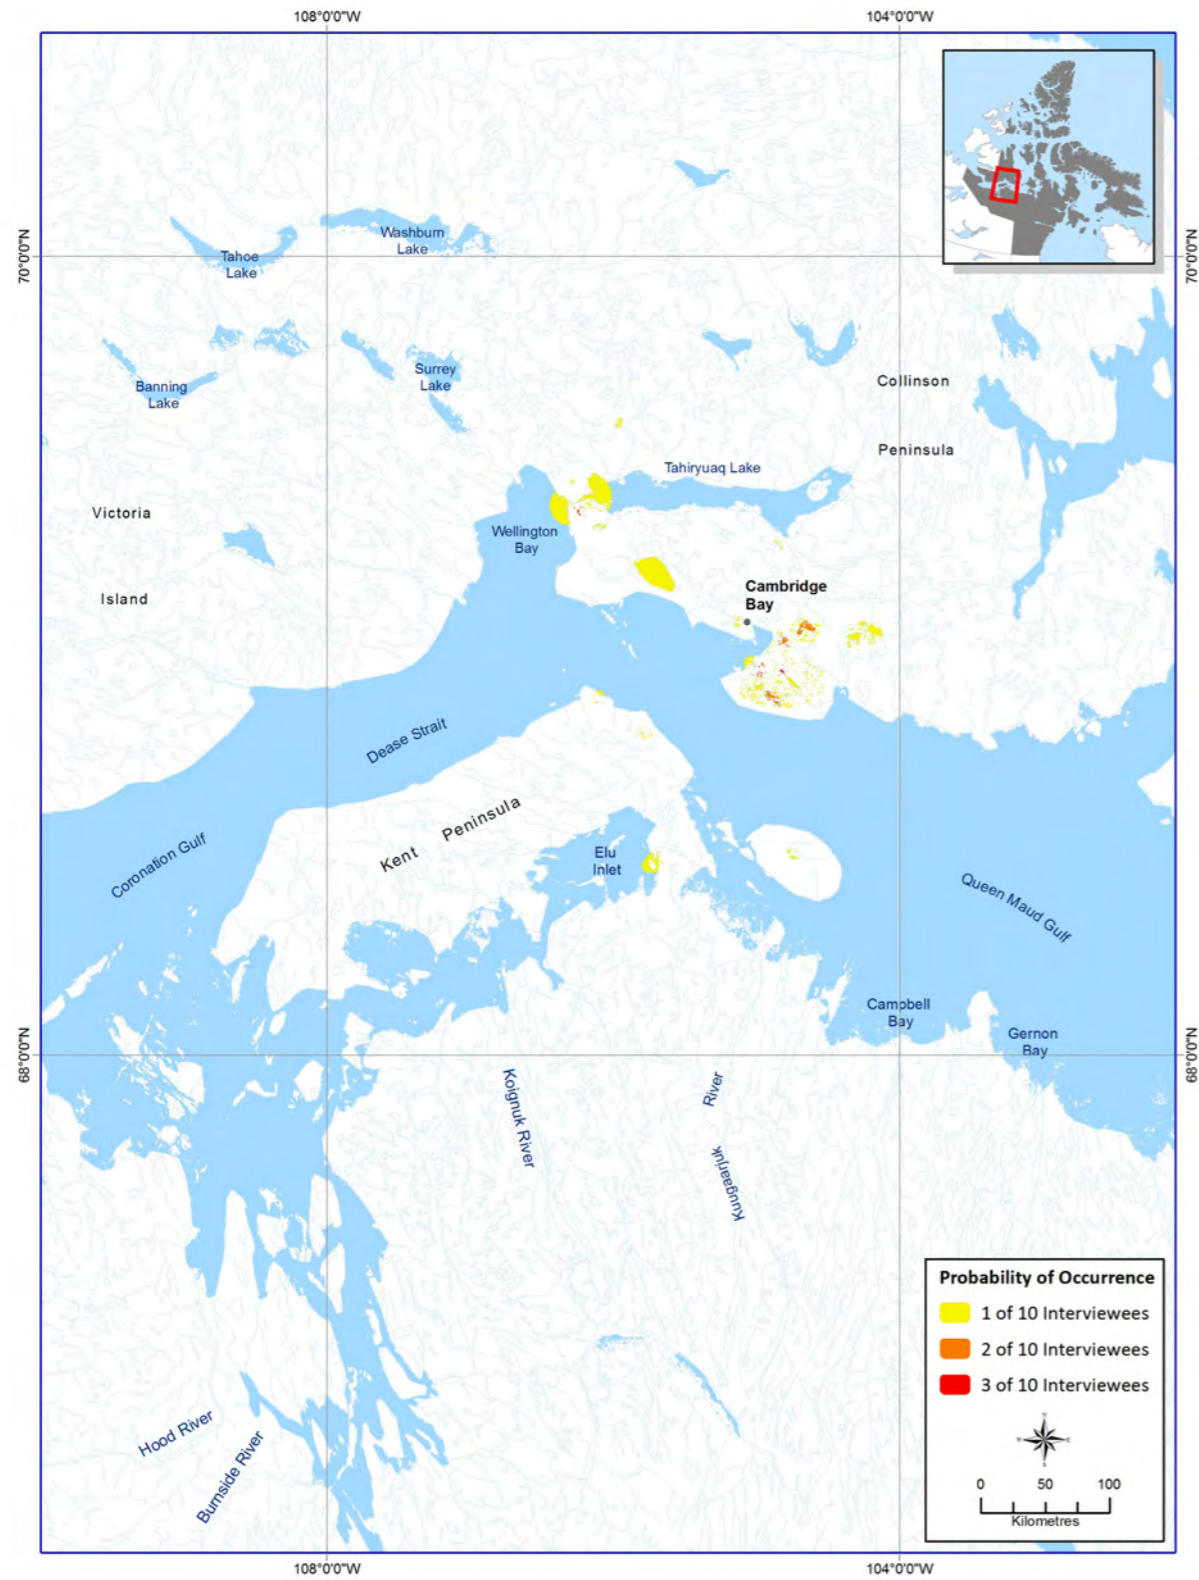 108°0'0"W
104°0'0"W
70°0'0"N
70°0'0"N
Washburn
Lake
Tahoe
Lake
Surrey
Lake
Banning
Lake
Collinson
Peninsula
Tahiryuaq Lake
Victoria
Island
Wellington
Bay
Cambridge
Bay
Dease Strait
Kent Peninsula
Coronation Gulf
Elu
Inlet
Queen Maud Gulf
Campbell
Bay
Gernon
Bay
68°0'0"N
68°0'0"N
Koignuk River
River
Kuugaarjuk
Hood River
Burnside River
Probability of Occurrence
1 of 10 Interviewees
2 of 10 Interviewees
3 of 10 Interviewees
N
E
S
0 50 100
Kilometres
108°0'0"W
104°0'0"W